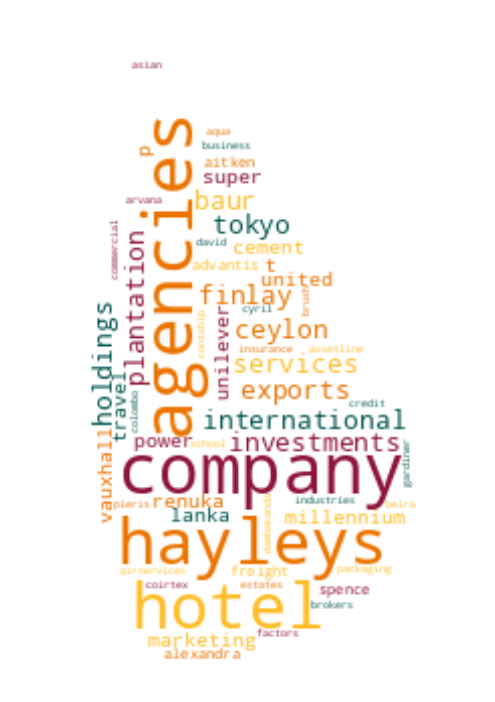 asian
agencies
p
aqua
business
aitken
super
arvana
baur
tokyo
commercial
david
cement
plantation
advantis
t
united
finlay
brush
holdings
cyril
contship
unilever
ceylon
insurance
assetline
services
travel
exports
colombo
credit
international
vauxhall
power
school
investments
gardiner
company
pieris
renuka
industries
beira
lanka
dambakanda
millennium
hayleys
airservices
freight
packaging
coirtex
estates
spence
hotel
brokers
factors
marketing
alexandra